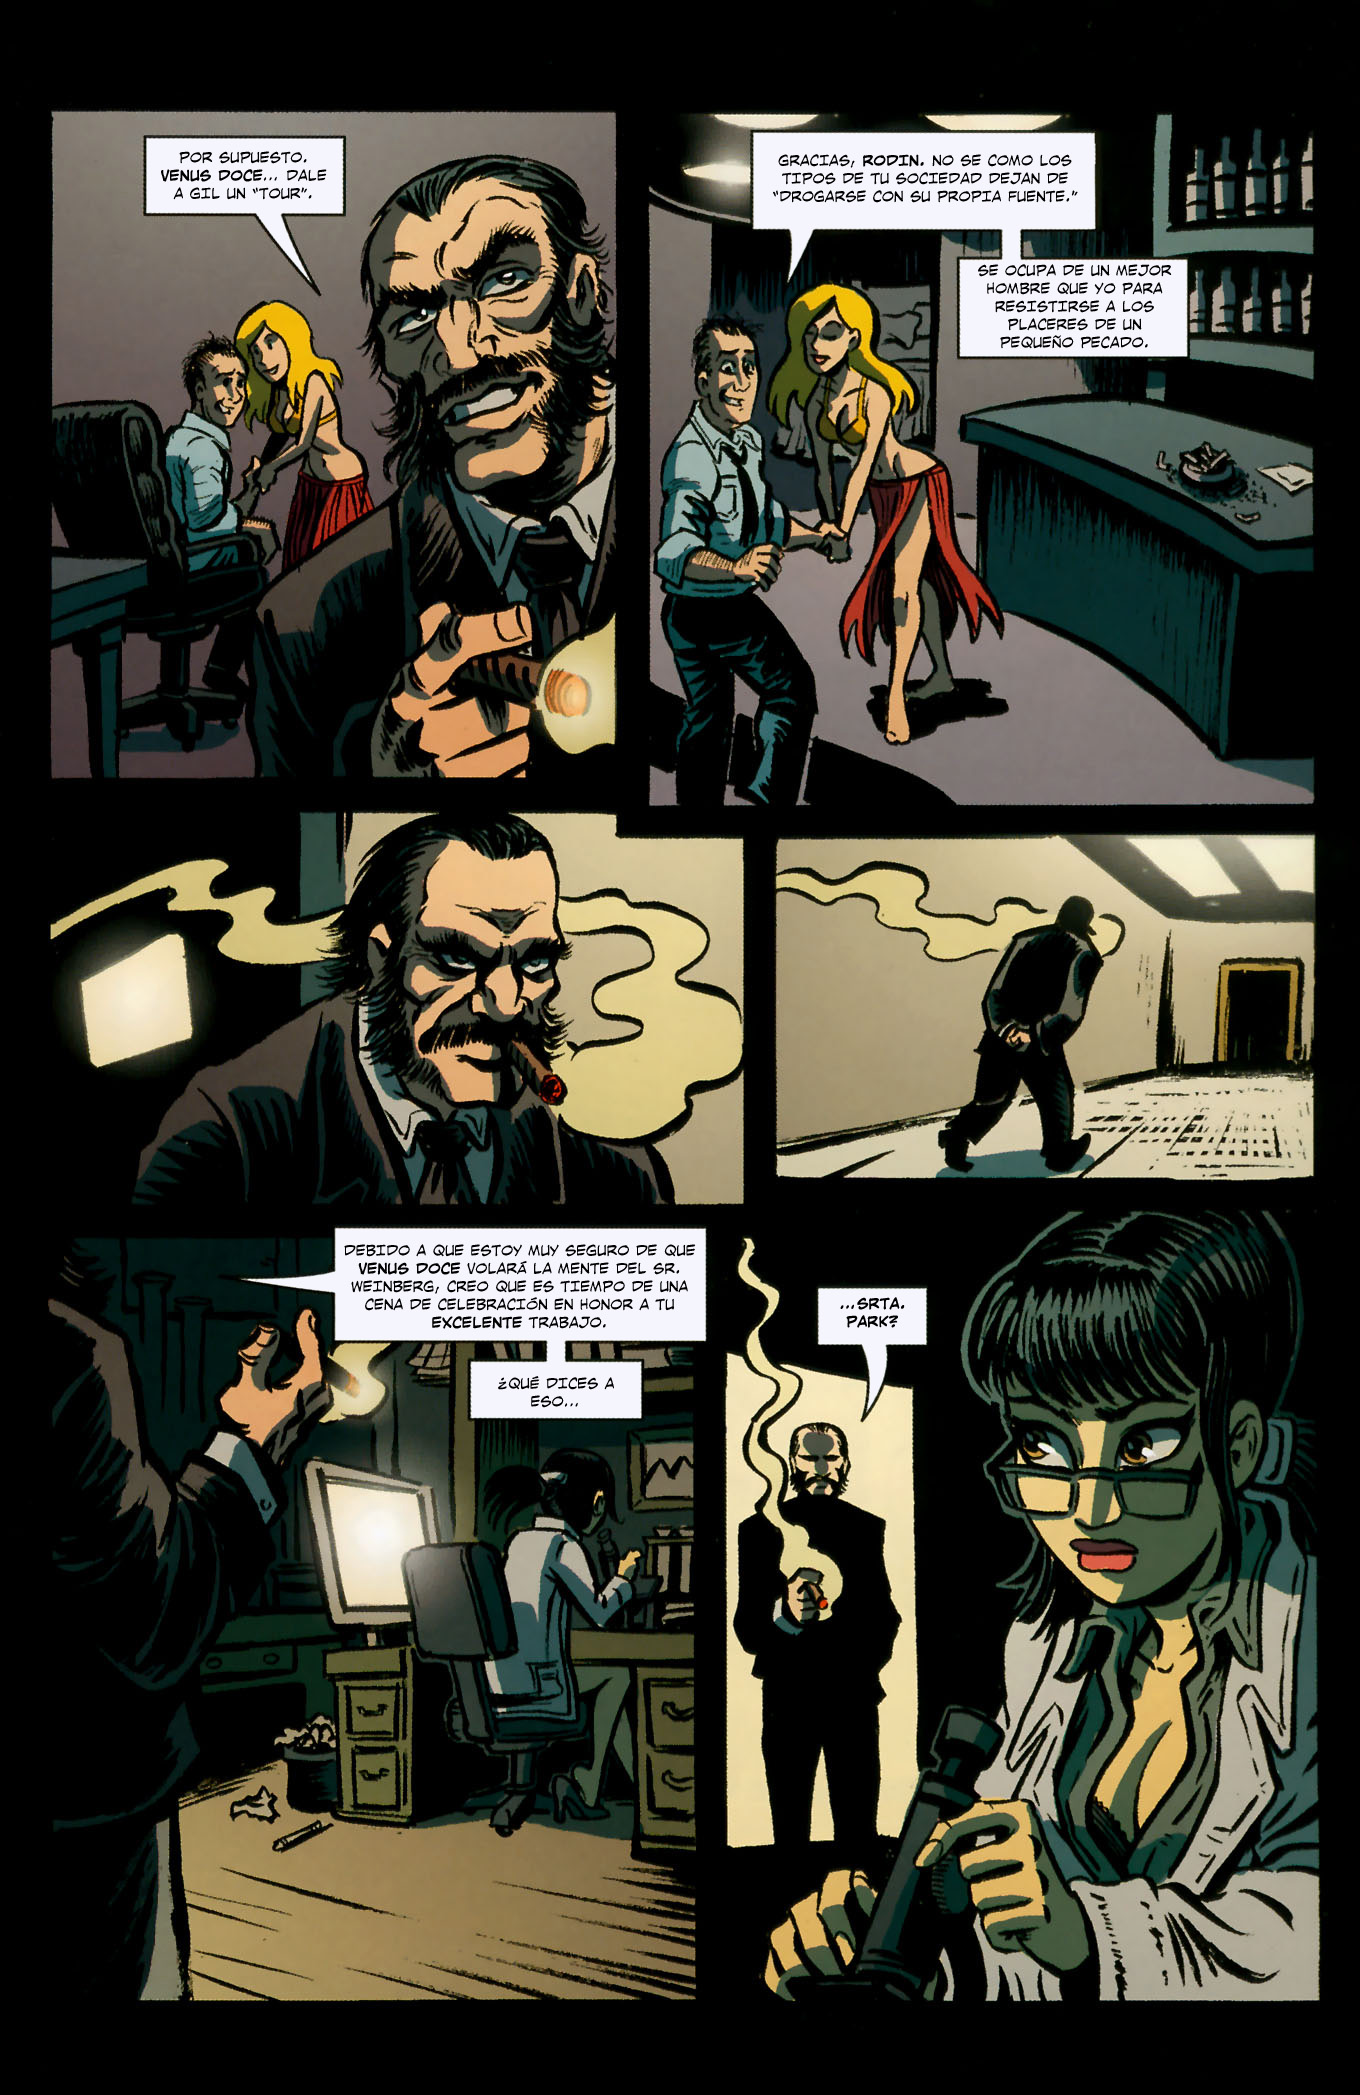 POR SUPUESTO.
VENUS DOCE... DALE
A GIL UN "TOUR".
GRACIAS, RODIN. NO SE COMO LOS
TIPOS DE TU SOCIEDAD DEJAN DE
"DROGARSE CON SU PROPIA FUENTE."
SE OCUPA DE UN MEJOR
HOMBRE QUE YO PARA
RESISTIRSE A LOS
PLACERES DE UN
PEQUEÑO PECADO.
DEBIDO A QUE ESTOY MUY SEGURO DE QUE
VENUS DOCE VOLARÁ LA MENTE DEL SR.
WEINBERG, CREO QUE ES TIEMPO DE UNA
CENA DE CELEBRACIÓN EN HONOR A TU
EXCELENTE TRABAJO.
¿QUÉ DICES A
ESO...
...SRTA.
PARK?